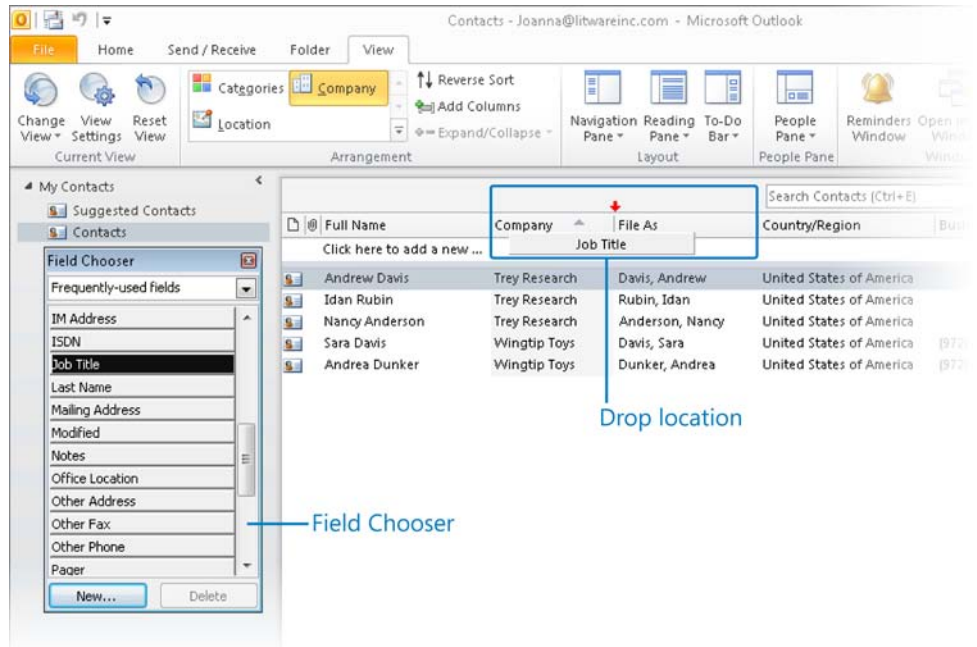 Contacts - Joanna@litwareinc.com - Microsoft Outlook
File Home Send / Receive Folder View
Change View Settings Reset View
Current View
Categories Company
Location
Reverse Sort
Add Columns
Expand/Collapse
Arrangement
Navigation Pane Reading Pane To-Do Bar
Layout
People Pane
People Pane
Reminders Window
Open in
My Contacts
Suggested Contacts
Contacts
Search Contacts (Ctrl+E)
Full Name Company File As Country/Region
Click here to add a new ... Job Title
Andrew Davis Trey Research Davis, Andrew United States of America
Idan Rubin Trey Research Rubin, Idan United States of America
Nancy Anderson Trey Research Anderson, Nancy United States of America
Sara Davis Wingtip Toys Davis, Sara United States of America
Andrea Dunker Wingtip Toys Dunker, Andrea United States of America
Field Chooser
Frequently-used fields
IM Address
ISDN
Job Title
Last Name
Mailing Address
Modified
Notes
Office Location
Other Address
Other Fax
Other Phone
Pager
New... Delete
Drop location
Field Chooser